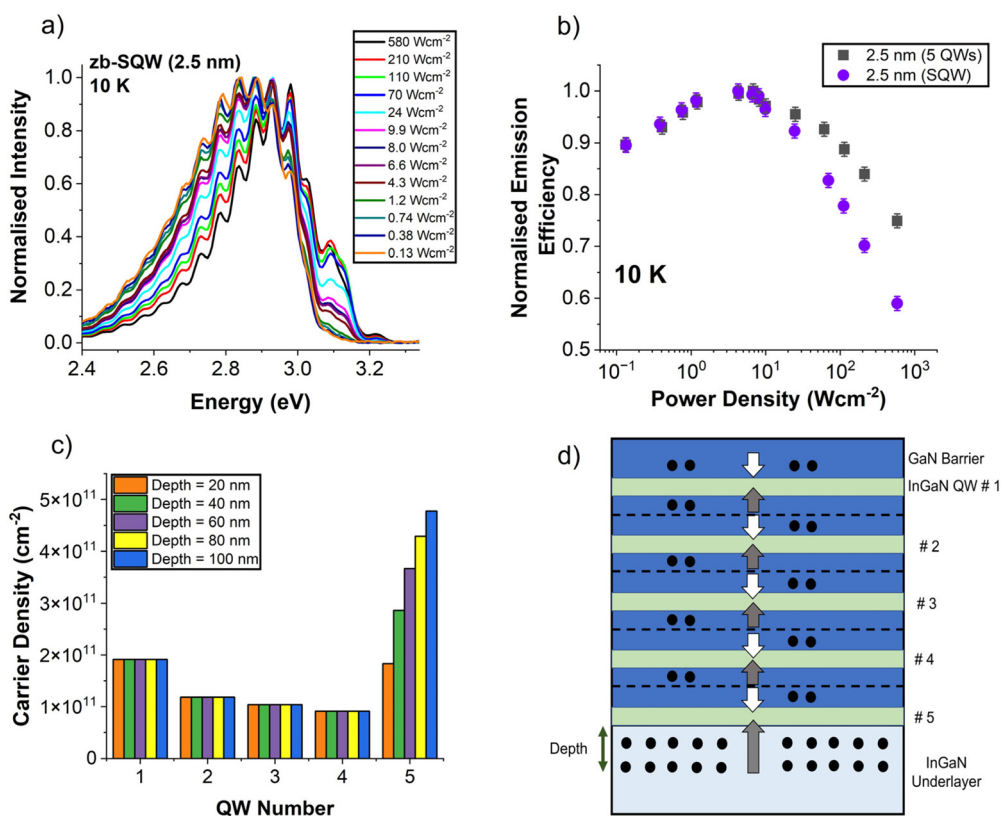 a)
zb-SQW (2.5 nm)
10 K
580 Wcm⁻²
210 Wcm⁻²
110 Wcm⁻²
70 Wcm⁻²
24 Wcm⁻²
9.9 Wcm⁻²
8.0 Wcm⁻²
6.6 Wcm⁻²
4.3 Wcm⁻²
1.2 Wcm⁻²
0.74 Wcm⁻²
0.38 Wcm⁻²
0.13 Wcm⁻²
Normalised Intensity
1.0
0.8
0.6
0.4
0.2
0.0
2.4 2.6 2.8 3.0 3.2
Energy (eV)
b)
2.5 nm (5 QWs)
2.5 nm (SQW)
Normalised Emission
Efficiency
1.1
1.0
0.9
0.8
0.7
0.6
0.5
10 K
10⁻¹ 10⁰ 10¹ 10² 10³
Power Density (Wcm⁻²)
c)
Depth = 20 nm
Depth = 40 nm
Depth = 60 nm
Depth = 80 nm
Depth = 100 nm
Carrier Density (cm⁻²)
5×10¹¹
4×10¹¹
3×10¹¹
2×10¹¹
1×10¹¹
0
1 2 3 4 5
QW Number
d)
GaN Barrier
InGaN QW # 1
# 2
# 3
# 4
# 5
Depth
InGaN
Underlayer